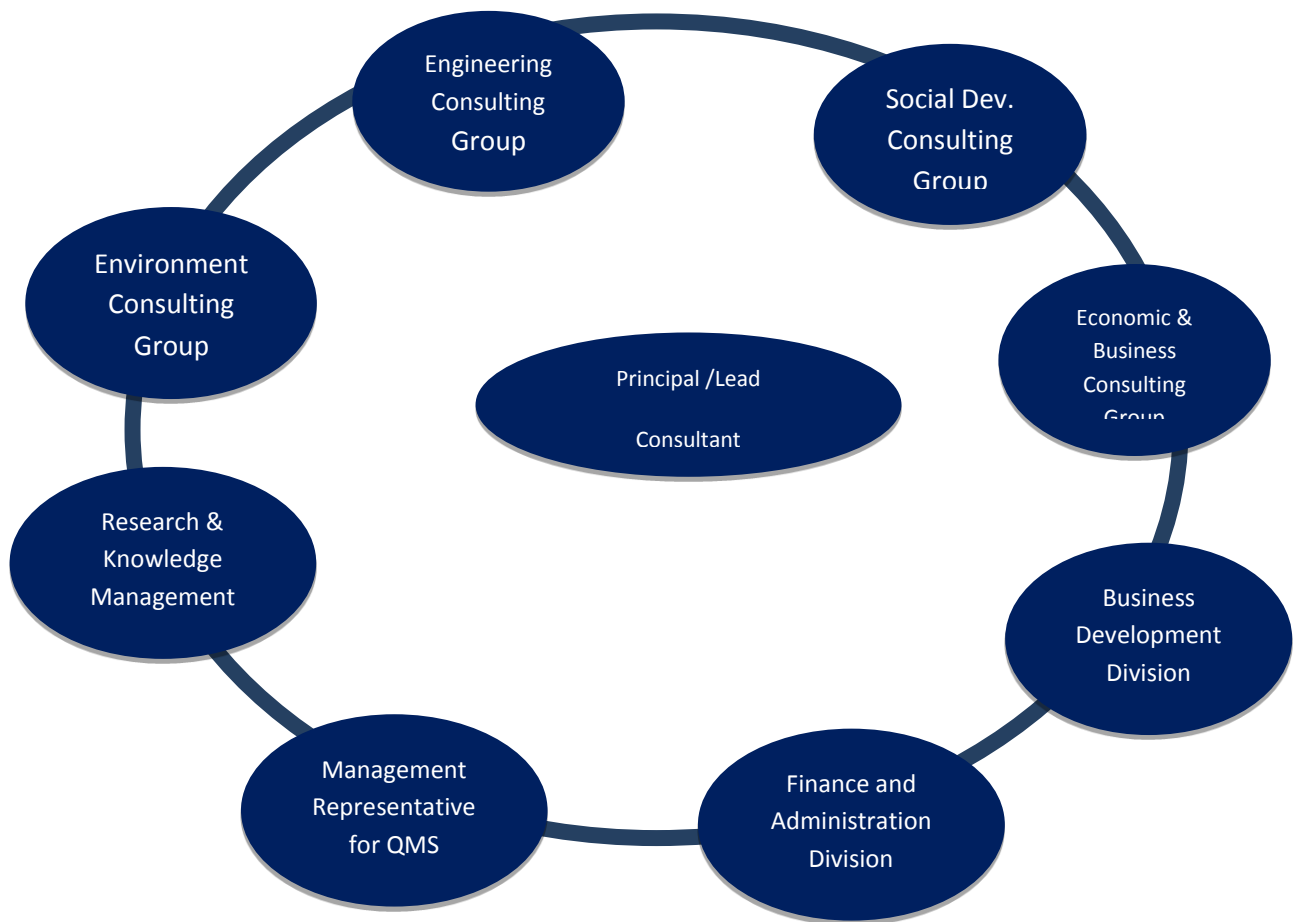 Engineering
Consulting
Group
Social Dev.
Consulting
Group
Environment
Consulting
Group
Economic &
Business
Consulting
Group
Principal /Lead
Consultant
Research &
Knowledge
Management
Business
Development
Division
Management
Representative
for QMS
Finance and
Administration
Division